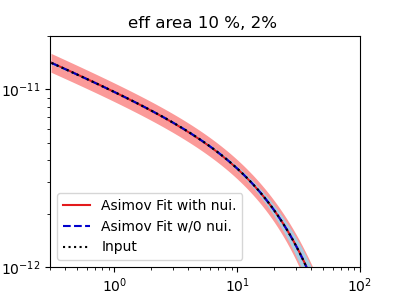 eff area 10 %, 2%
10⁻¹¹
Asimov Fit with nui.
Asimov Fit w/0 nui.
Input
10⁻¹²
10⁰ 10¹ 10²